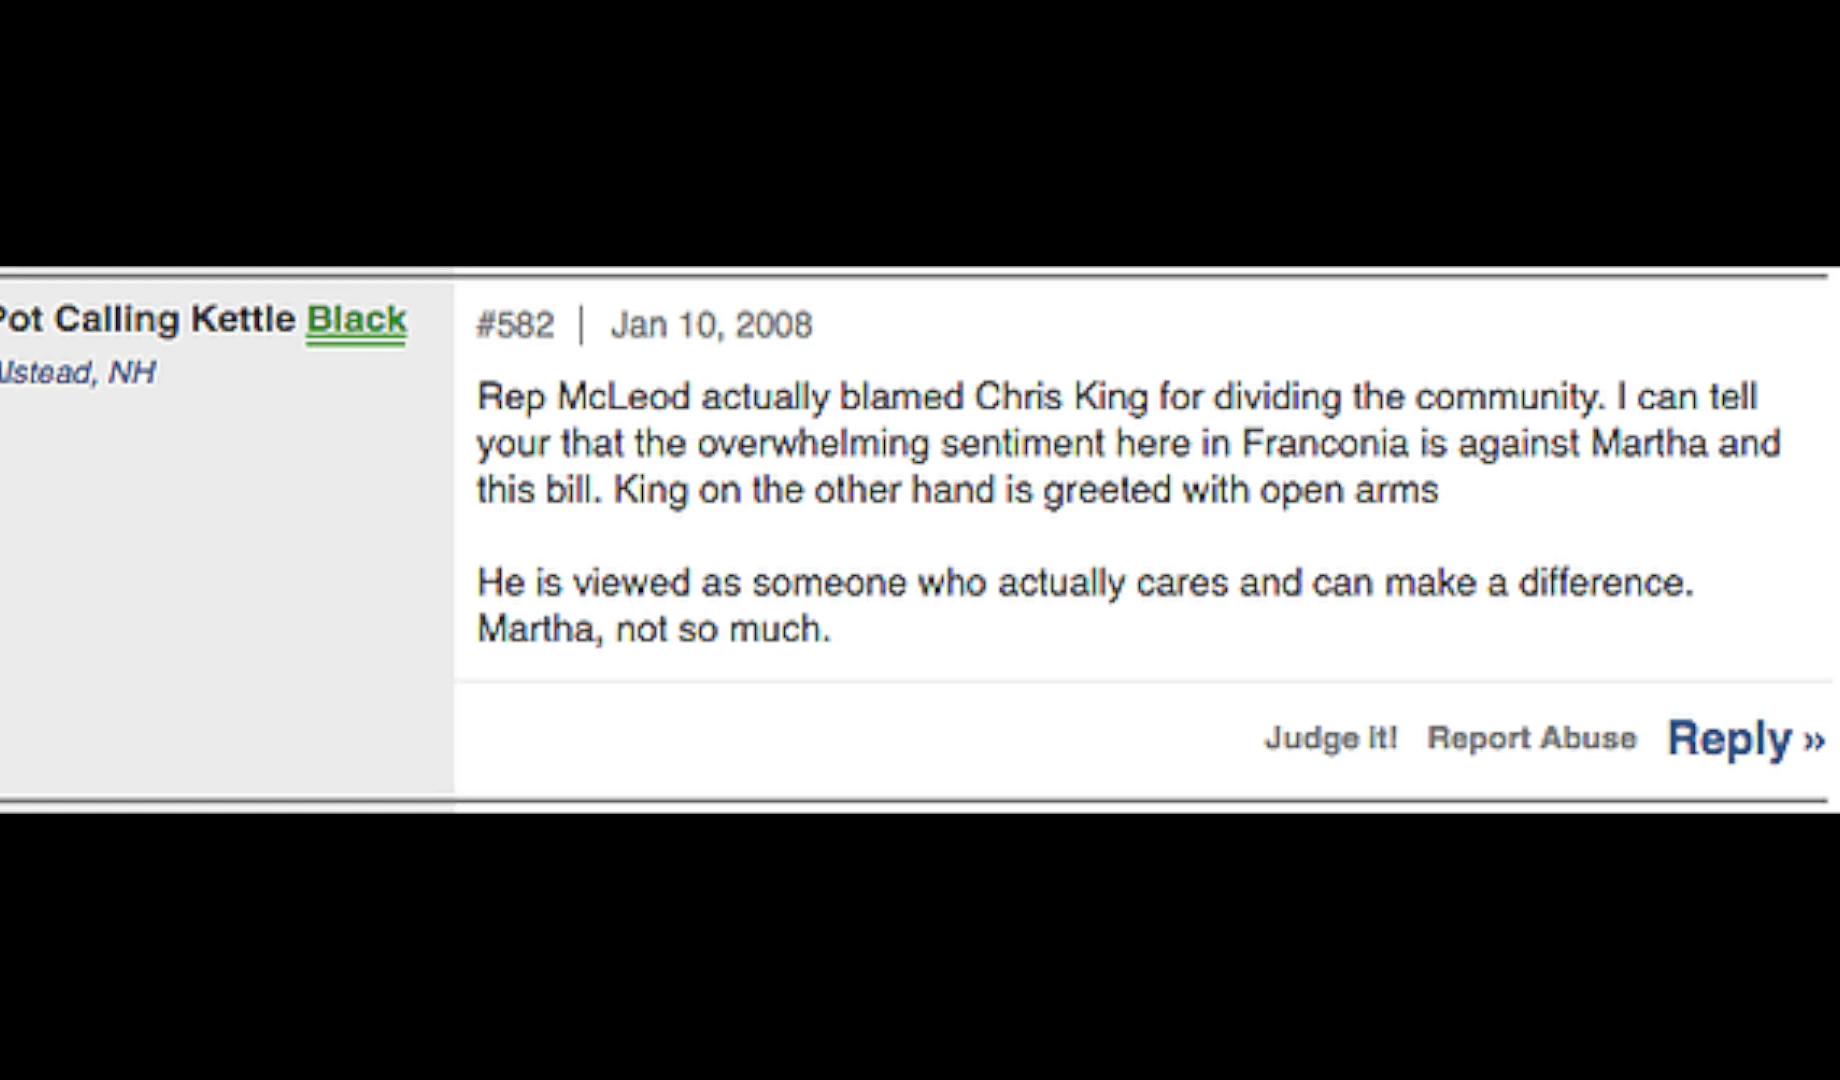 Pot Calling Kettle Black
lstead, NH
#582 | Jan 10, 2008
Rep McLeod actually blamed Chris King for dividing the community. I can tell
your that the overwhelming sentiment here in Franconia is against Martha and
this bill. King on the other hand is greeted with open arms
He is viewed as someone who actually cares and can make a difference.
Martha, not so much.
Judge it! Report Abuse Reply »